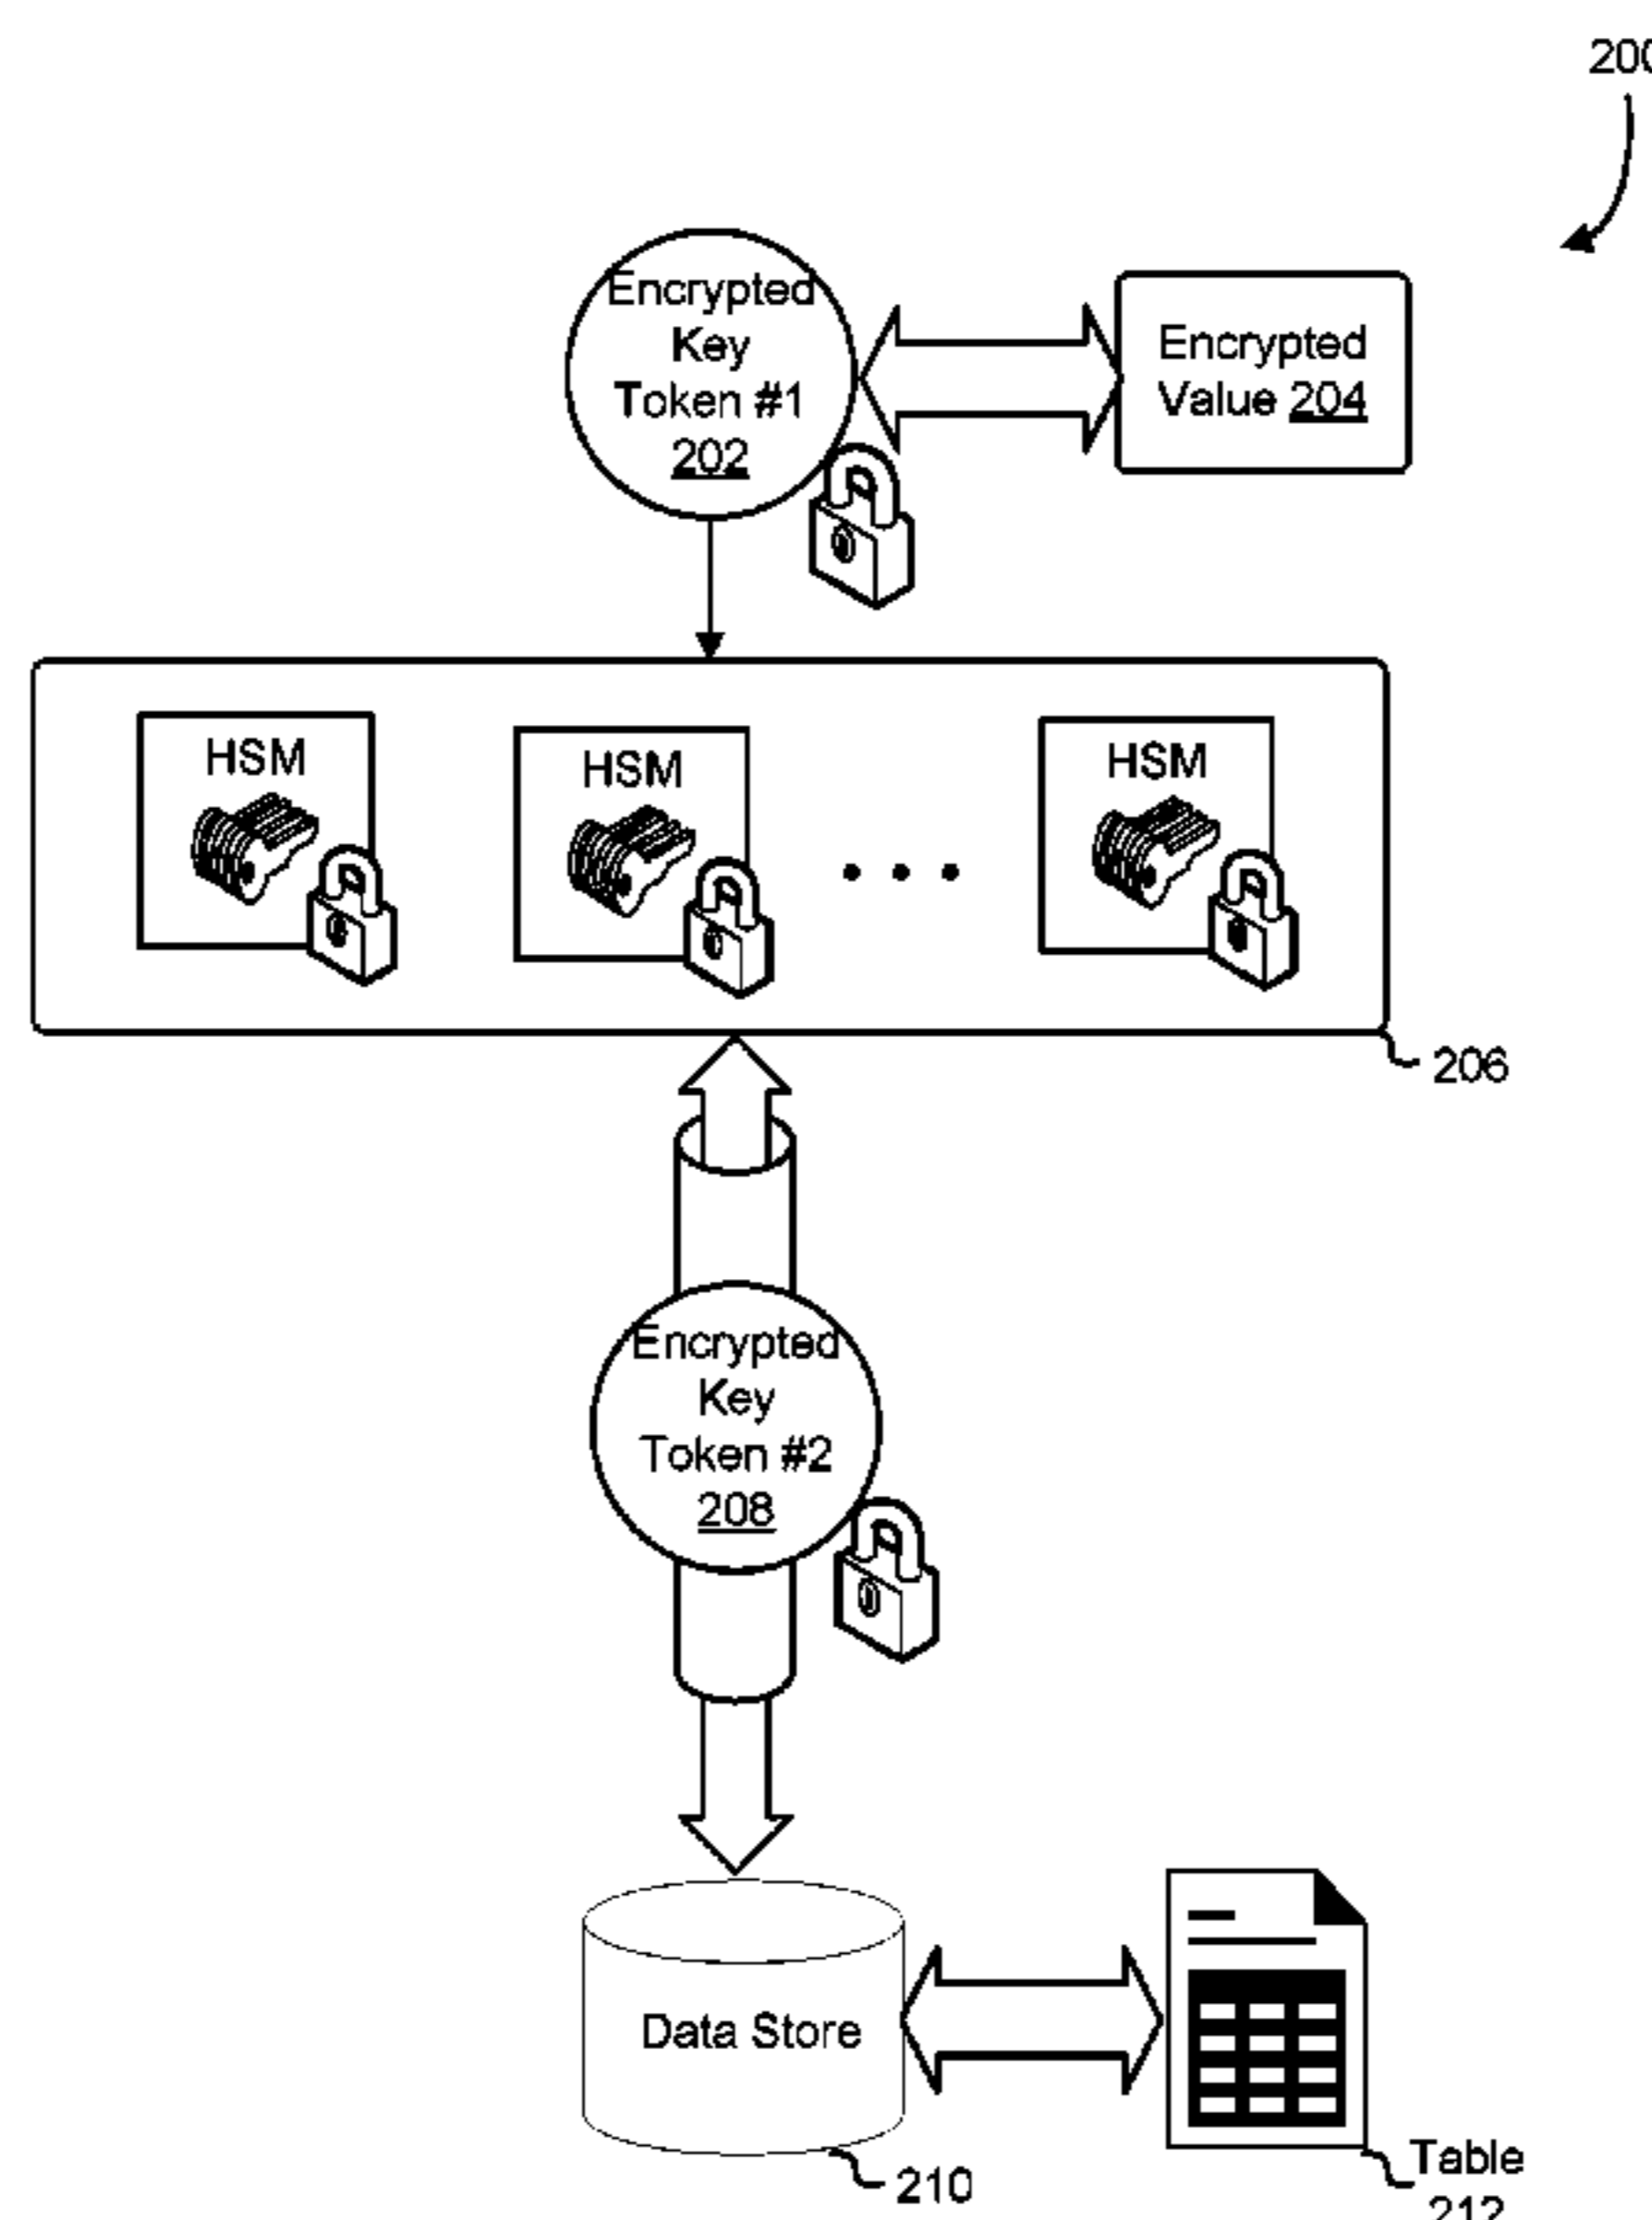 200
Encrypted
Key
Token #1
202
Encrypted
Value 204
HSM
HSM
HSM
206
Encrypted
Key
Token #2
208
Data Store
210
Table
212